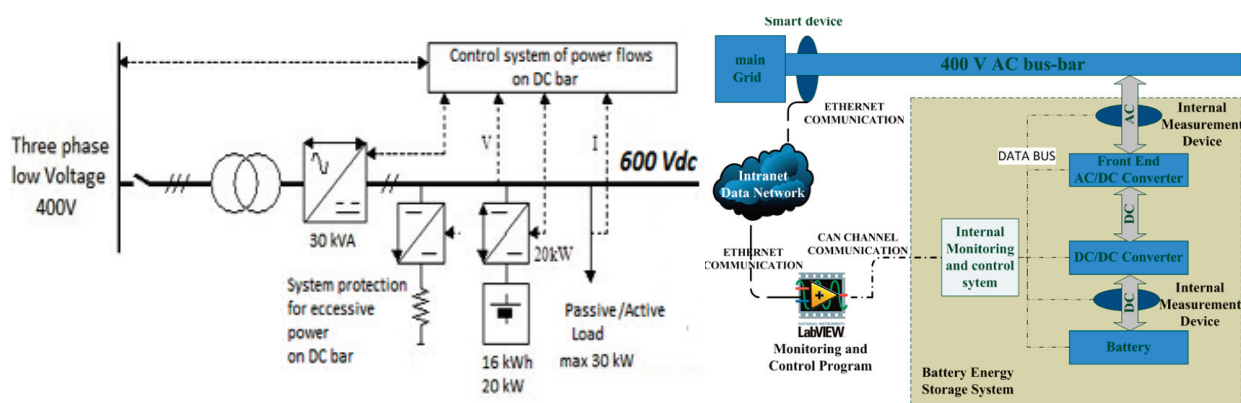 Control system of power flows
on DC bar
Three phase
low Voltage
400V
V
I
600 Vdc
30 kVA
20kW
System protection
for eccessive
power
on DC bar
16 kWh
20 kW
Passive/Active
Load
max 30 kW
Smart device
main
Grid
400 V AC bus-bar
ETHERNET
COMMUNICATION
AC
Internal
Measurement
Device
DATA BUS
Front End
AC/DC Converter
Intranet
Data Network
DC
ETHERNET
COMMUNICATION
CAN CHANNEL
COMMUNICATION
Internal
Monitoring
and control
sytem
DC/DC Converter
DC
Internal
Measurement
Device
NATIONAL INSTRUMENTS
LabVIEW
Monitoring and
Control Program
Battery
Battery Energy
Storage System